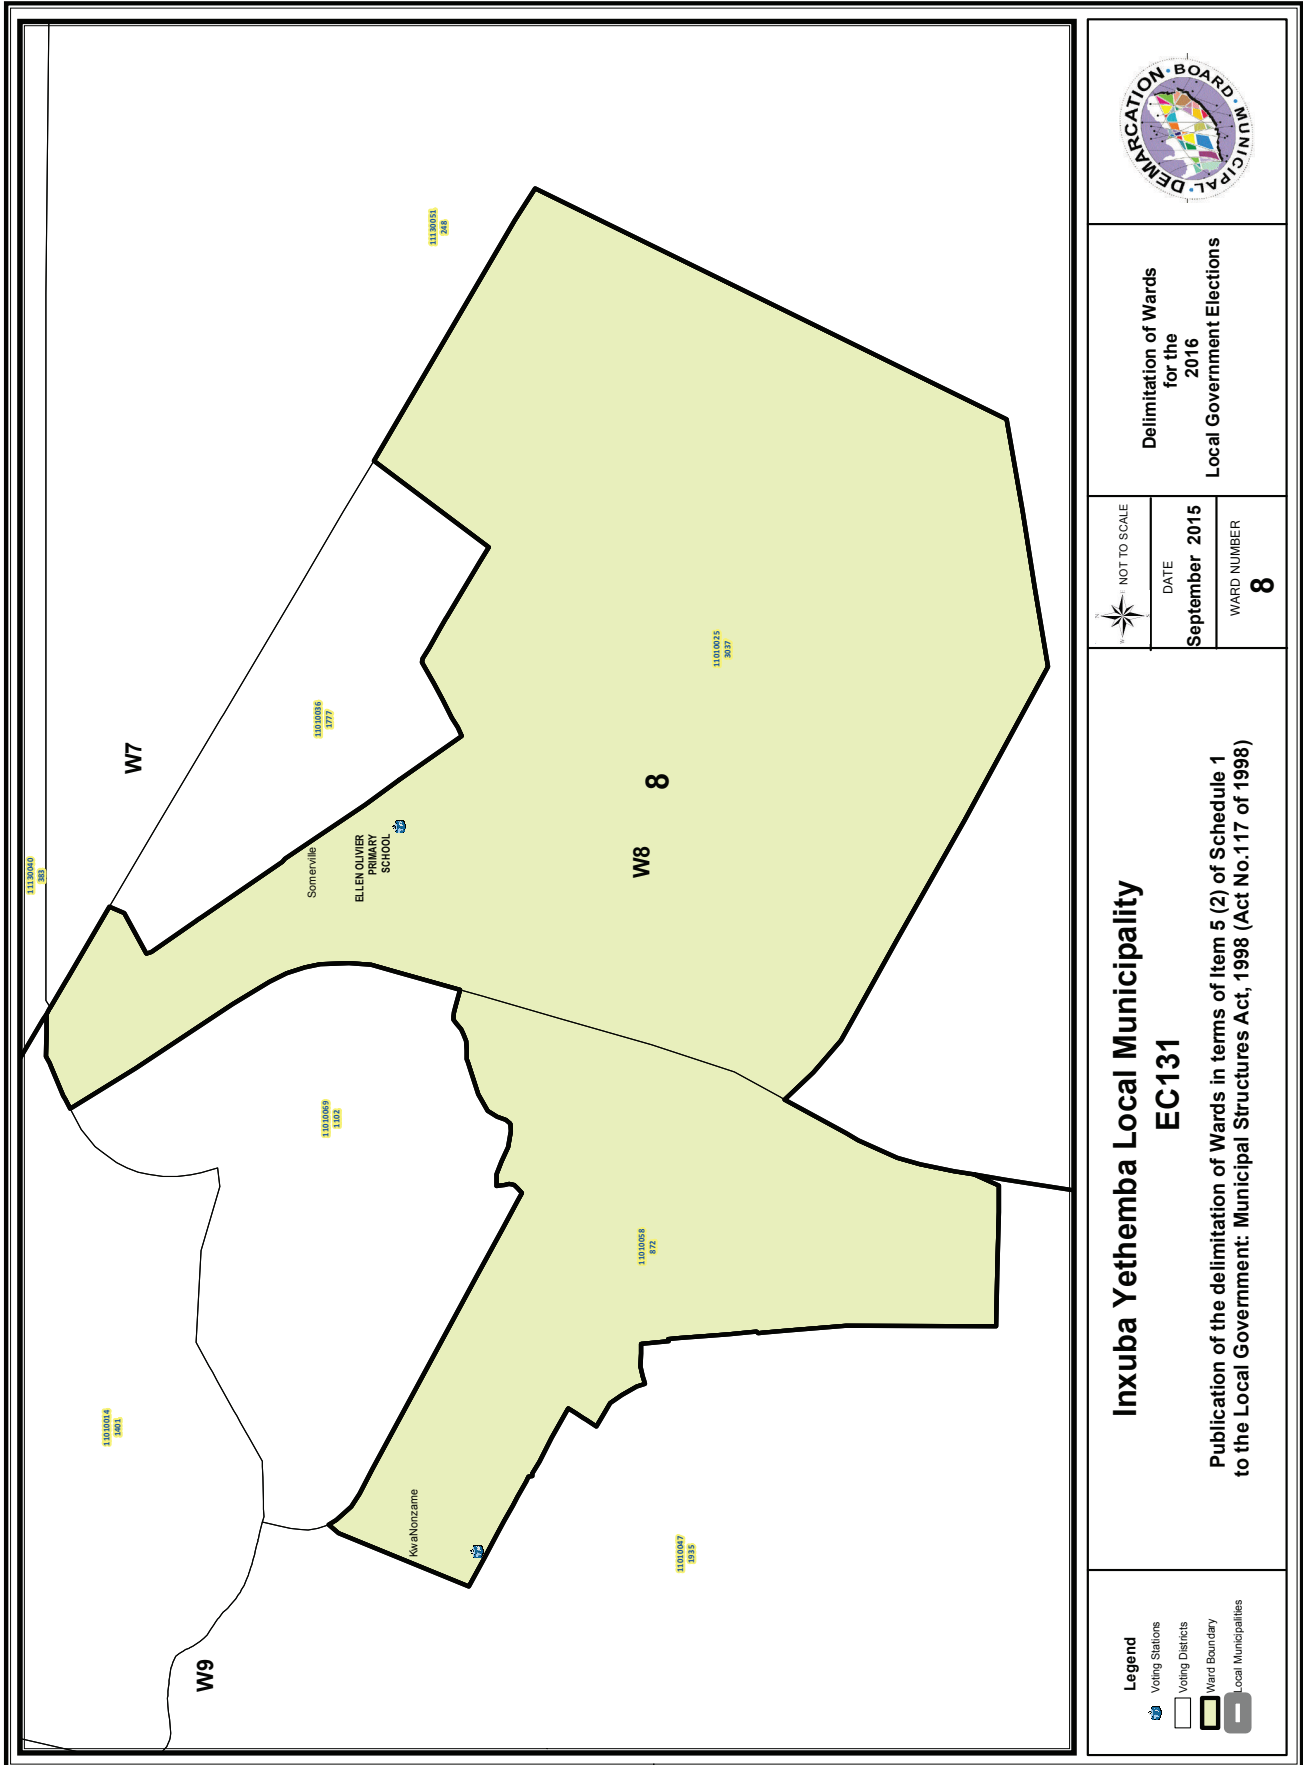 11130040
383
W7
11130051
248
11010036
1777
Somerville
ELLEN OLIVIER
PRIMARY
SCHOOL
11010025
3037
8
W8
11010069
1102
11010014
1401
11010058
872
KwaNonzame
11010047
1935
W9
Legend
Voting Stations
Voting Districts
Ward Boundary
Local Municipalities
Inxuba Yethemba Local Municipality
EC131
Publication of the delimitation of Wards in terms of Item 5 (2) of Schedule 1
to the Local Government: Municipal Structures Act, 1998 (Act No.117 of 1998)
N
W
E
S
NOT TO SCALE
DATE
September 2015
WARD NUMBER
8
Delimitation of Wards
for the
2016
Local Government Elections
MUNICIPAL • DEMARCATION • BOARD •